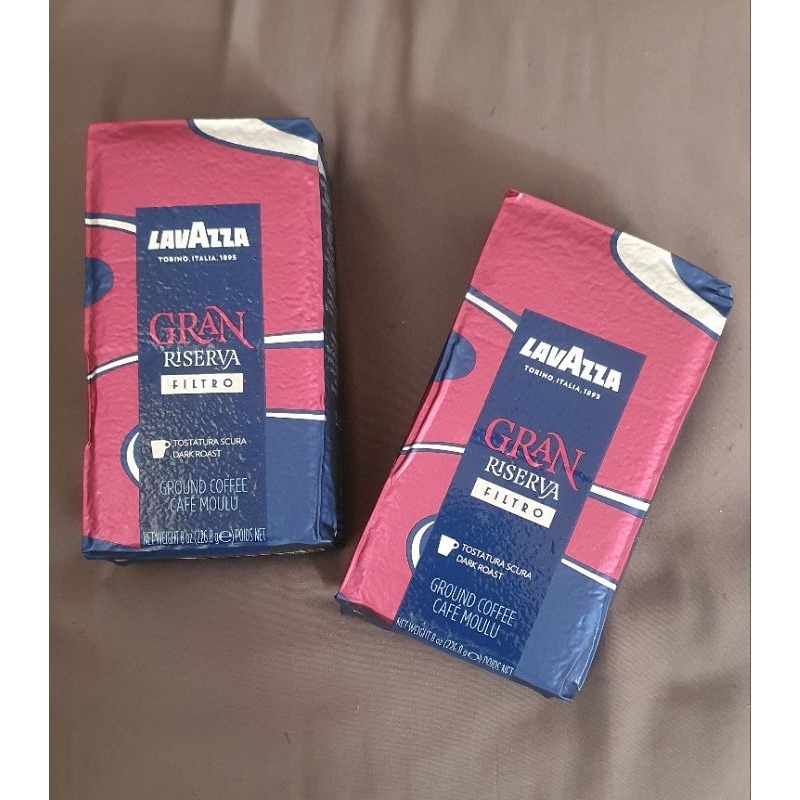 LAVAZZA
TORINO, ITALIA, 1895
GRAN
RISERVA
FILTRO
TOSTATURA SCURA
DARK ROAST
GROUND COFFEE
CAFÉ MOULU
NET WEIGHT 8 oz (226.8 g℮) POIDS NET
LAVAZZA
TORINO, ITALIA, 1895
GRAN
RISERVA
FILTRO
TOSTATURA SCURA
DARK ROAST
GROUND COFFEE
CAFÉ MOULU
NET WEIGHT 8 oz (226.8 g℮) POIDS NET